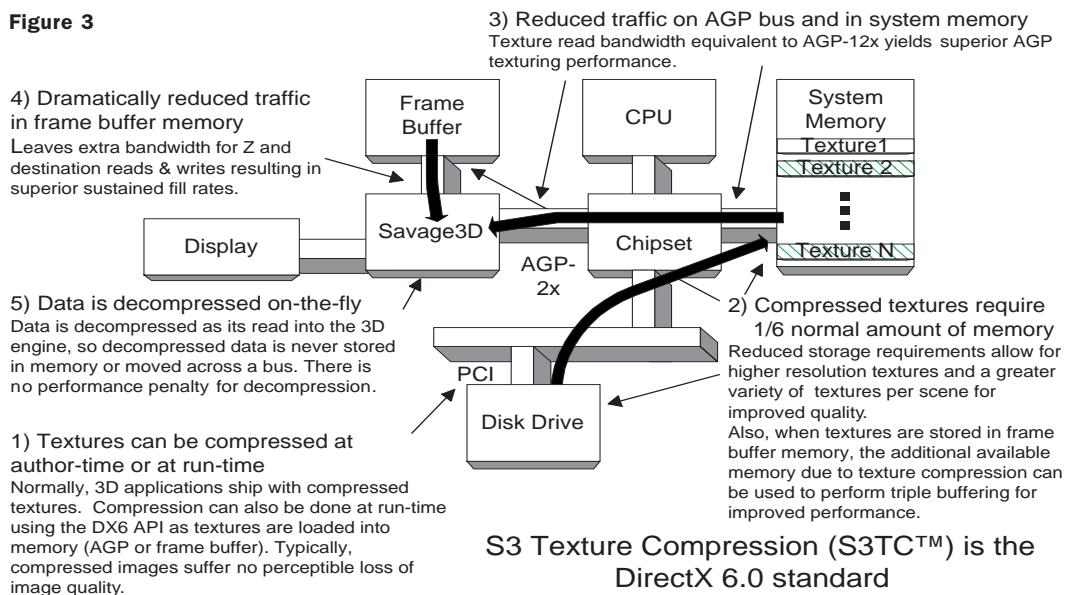 Figure 3
3) Reduced traffic on AGP bus and in system memory
Texture read bandwidth equivalent to AGP-12x yields superior AGP
texturing performance.
4) Dramatically reduced traffic
in frame buffer memory
Leaves extra bandwidth for Z and
destination reads & writes resulting in
superior sustained fill rates.
Frame
Buffer
CPU
System
Memory
Texture1
Texture 2
Texture N
Display
Savage3D
Chipset
AGP-
2x
5) Data is decompressed on-the-fly
Data is decompressed as its read into the 3D
engine, so decompressed data is never stored
in memory or moved across a bus. There is
no performance penalty for decompression.
2) Compressed textures require
1/6 normal amount of memory
Reduced storage requirements allow for
higher resolution textures and a greater
variety of textures per scene for
improved quality.
Also, when textures are stored in frame
buffer memory, the additional available
memory due to texture compression can
be used to perform triple buffering for
improved performance.
PCI
Disk Drive
1) Textures can be compressed at
author-time or at run-time
Normally, 3D applications ship with compressed
textures. Compression can also be done at run-time
using the DX6 API as textures are loaded into
memory (AGP or frame buffer). Typically,
compressed images suffer no perceptible loss of
image quality.
S3 Texture Compression (S3TC™) is the
DirectX 6.0 standard